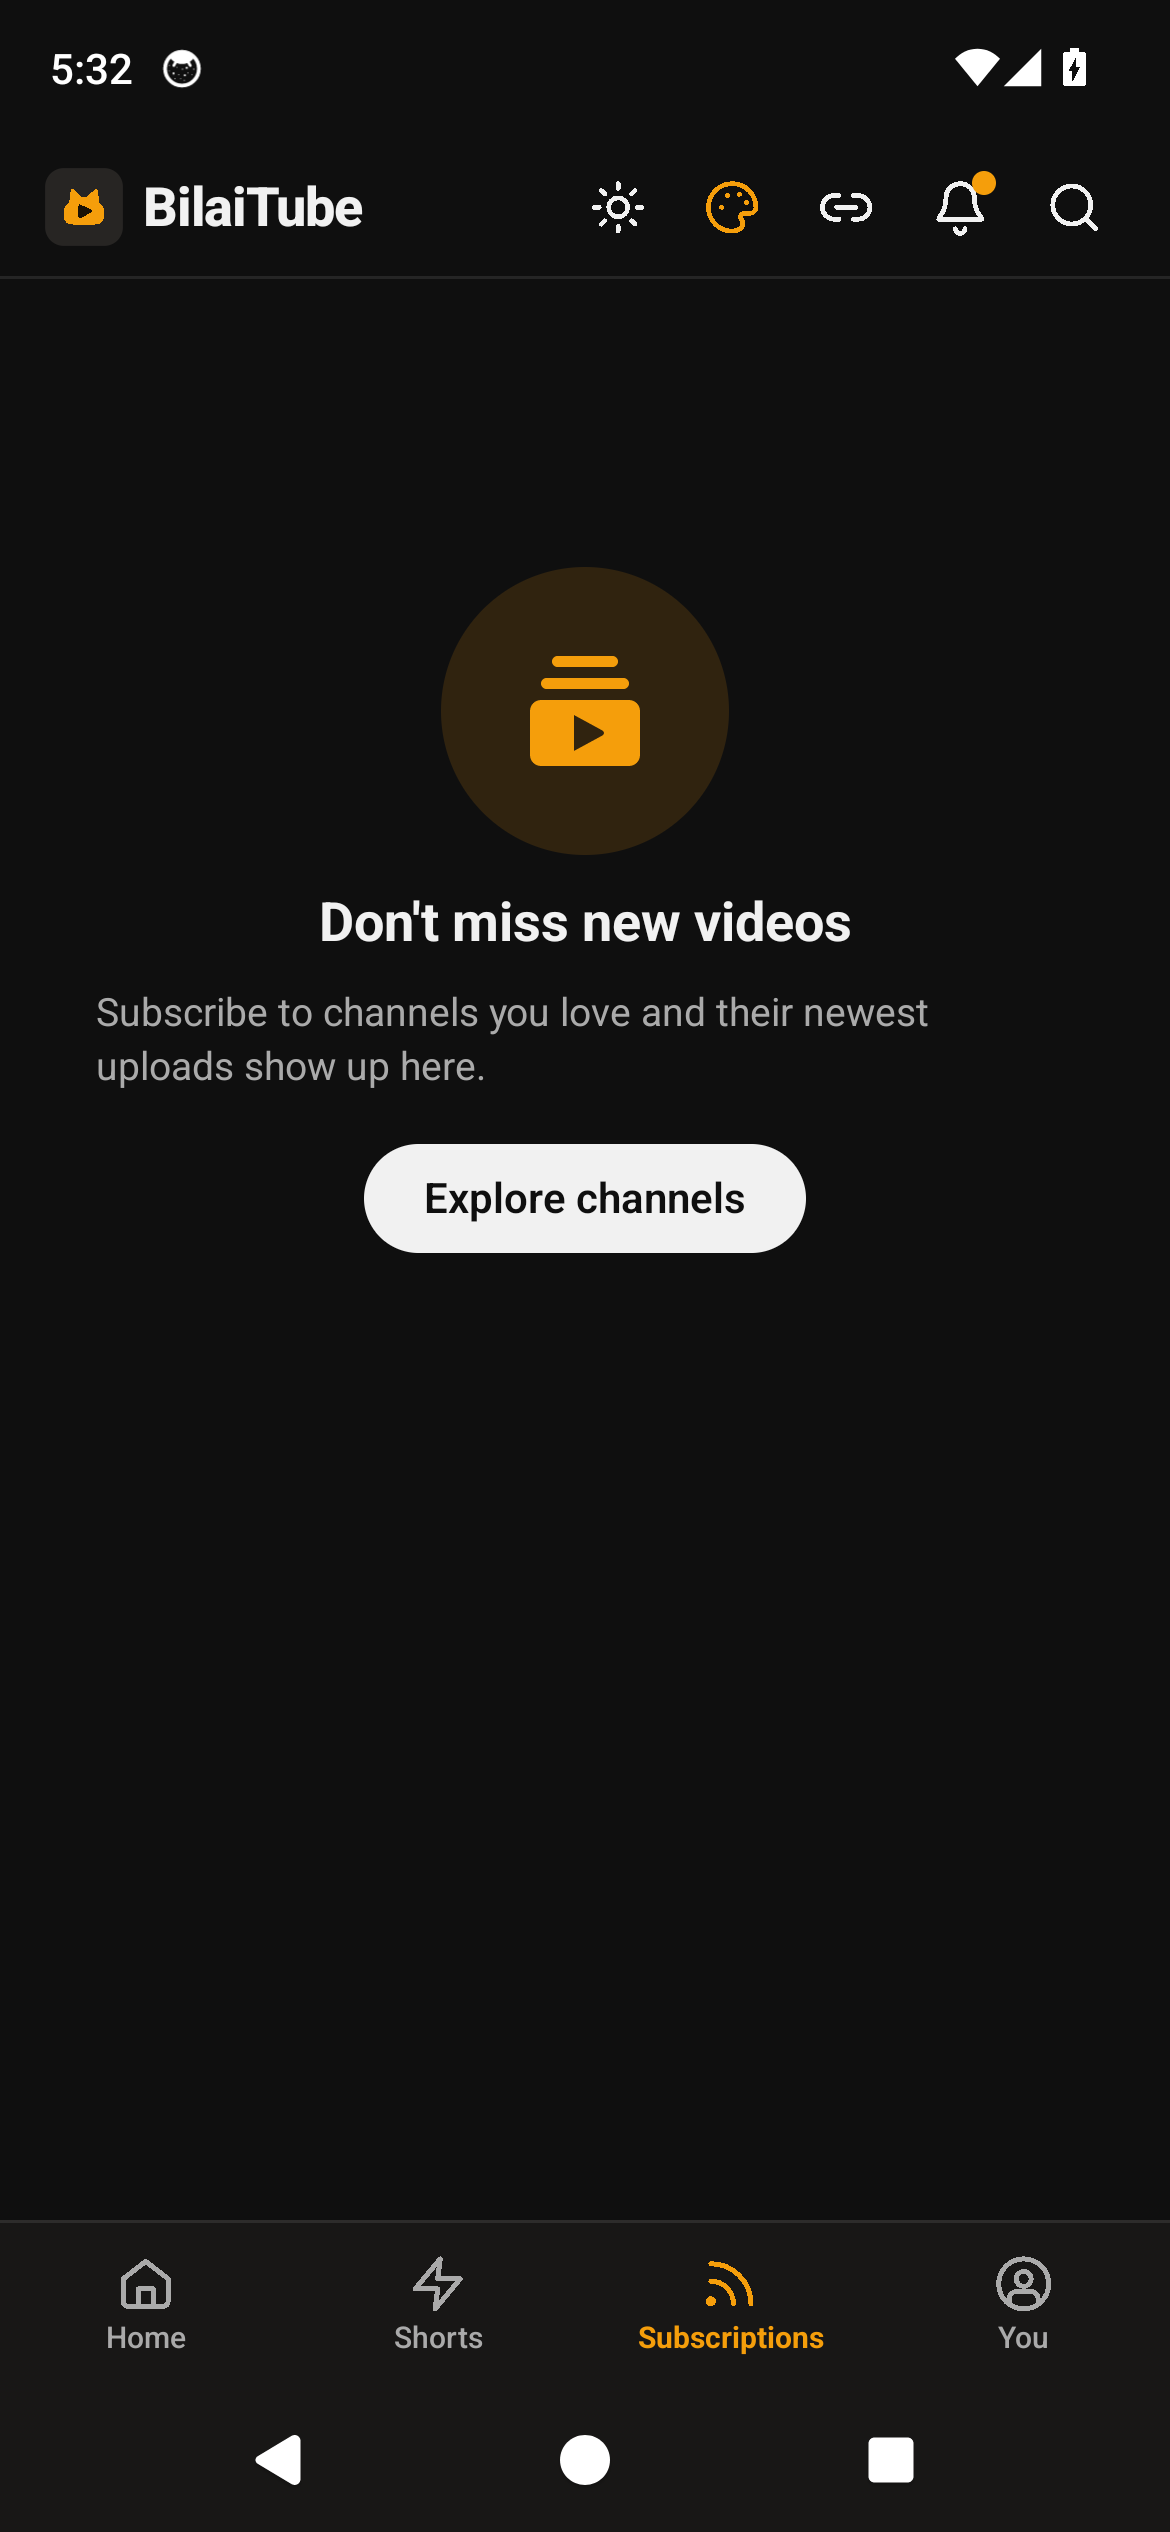 5:32
BilaiTube
Don't miss new videos
Subscribe to channels you love and their newest
uploads show up here.
Explore channels
Home
Shorts
Subscriptions
You